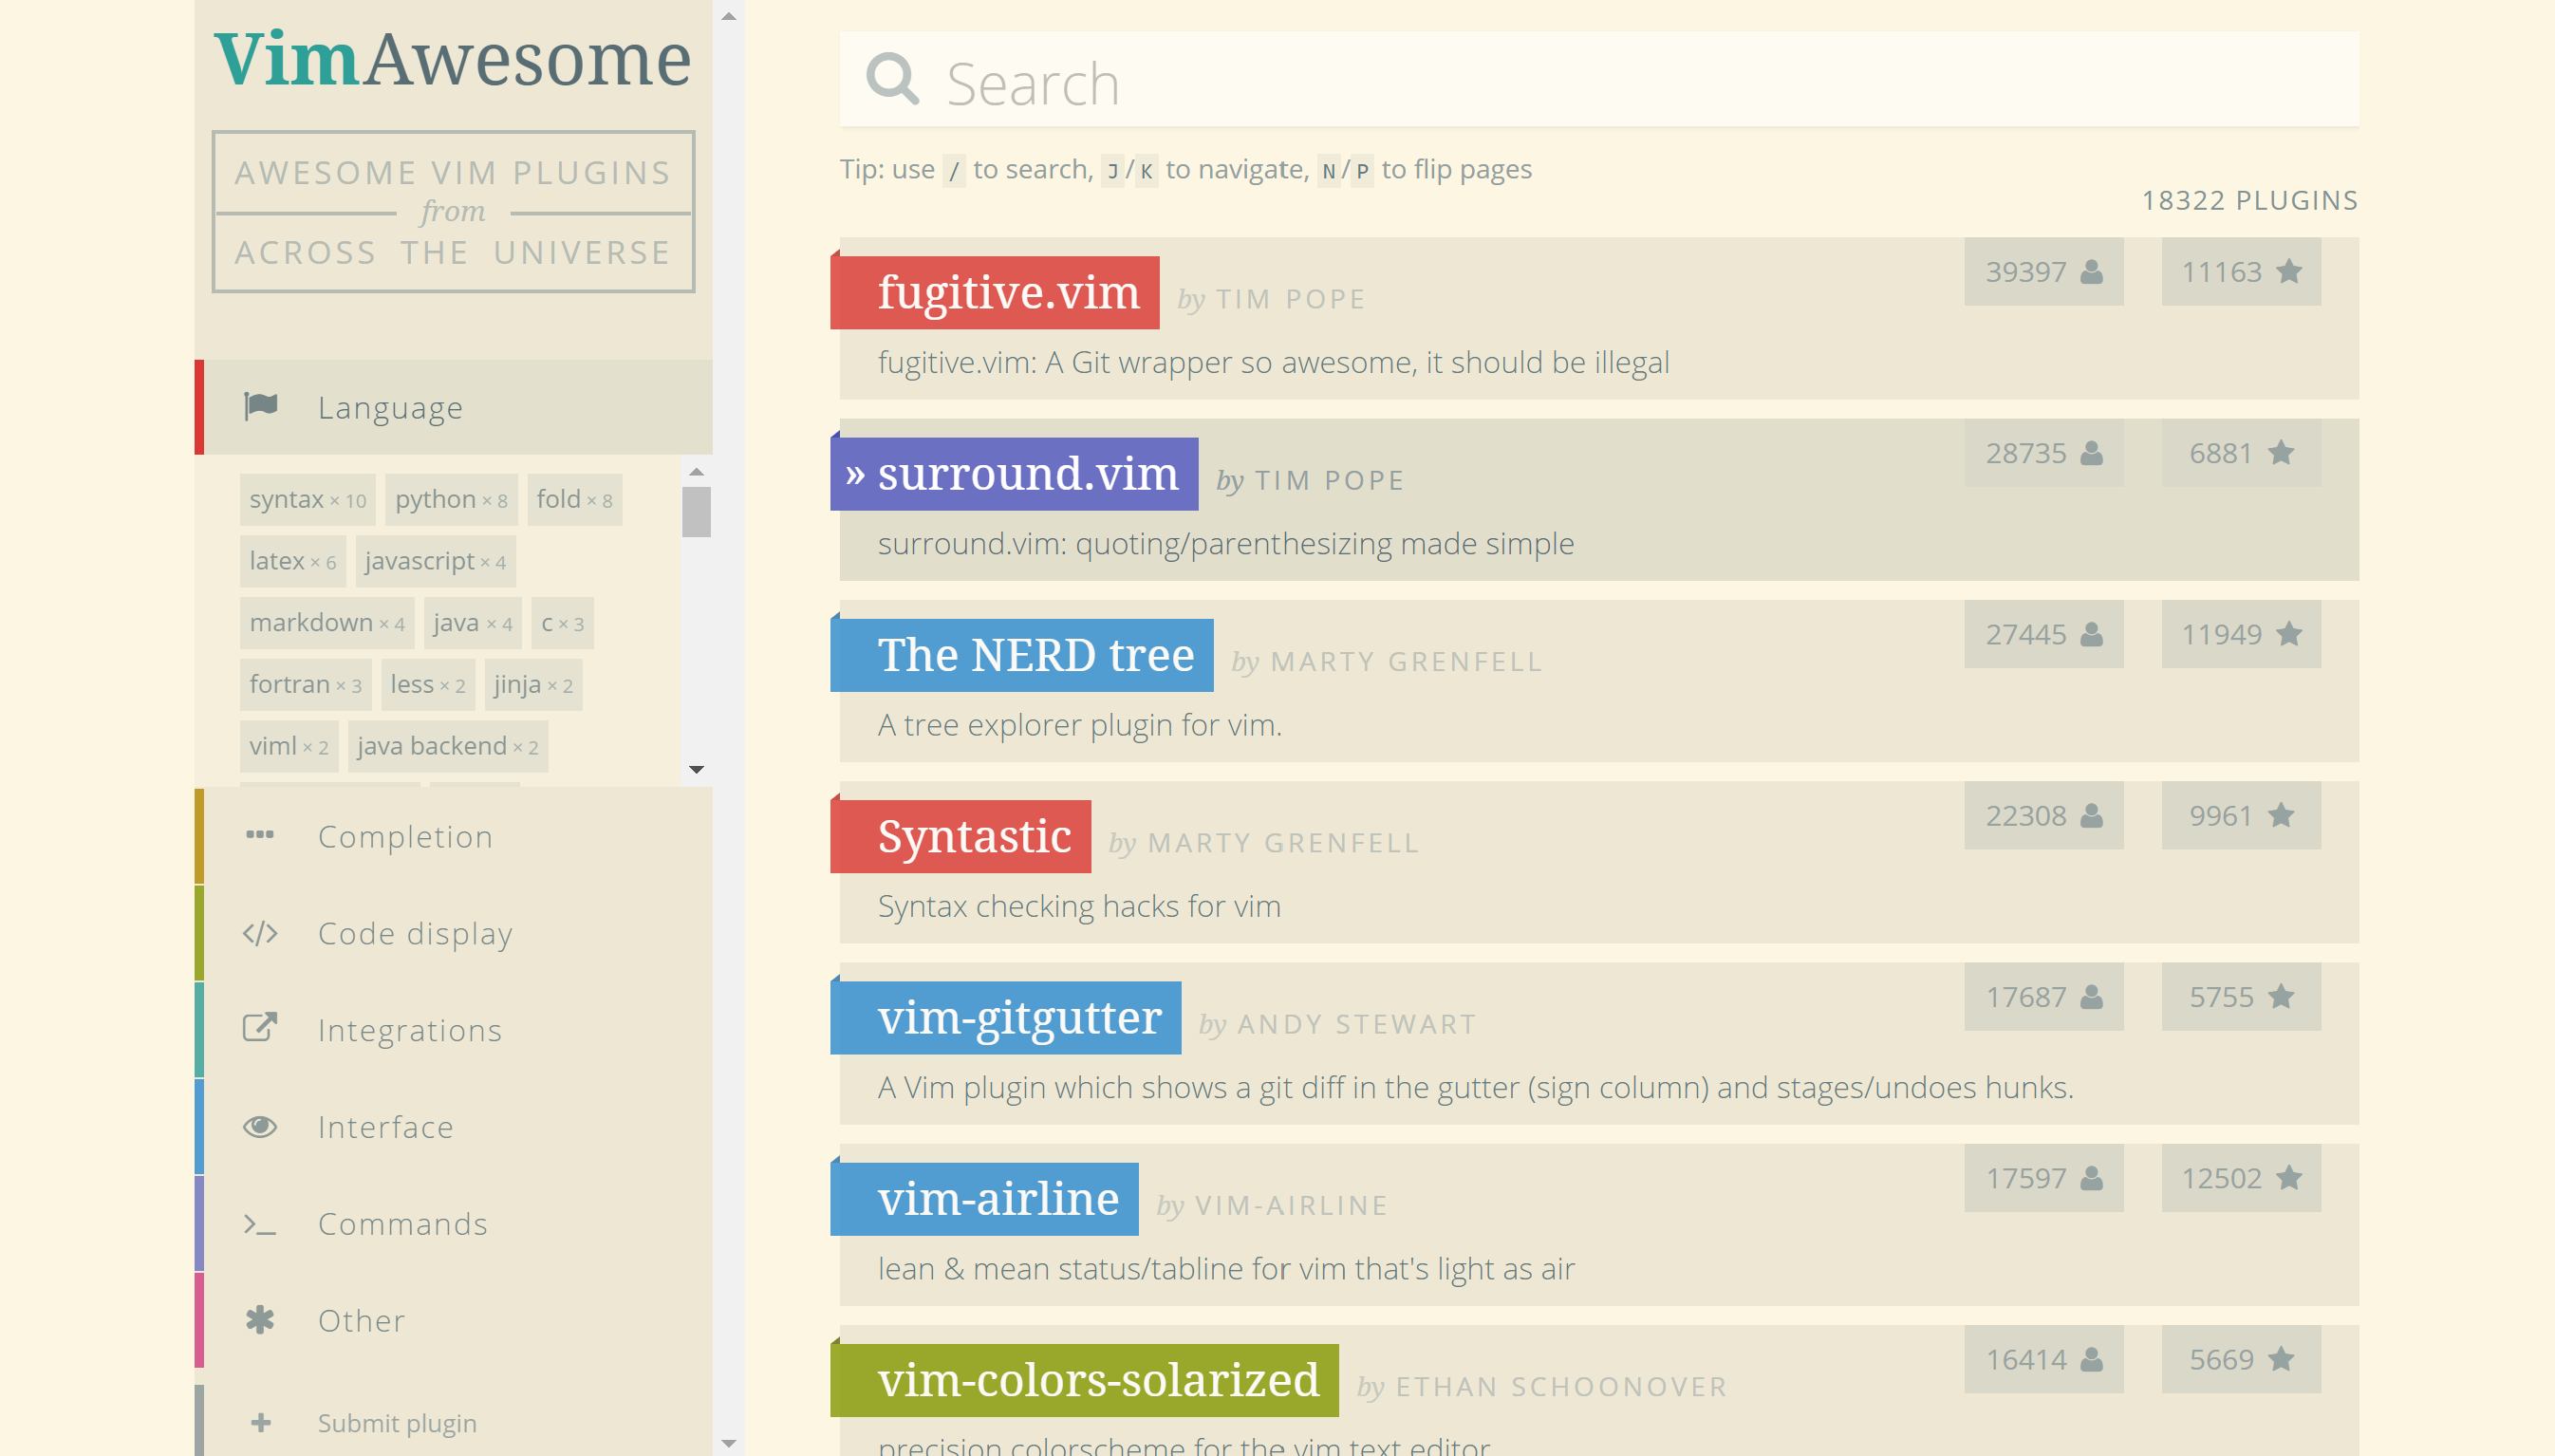 VimAwesome
AWESOME VIM PLUGINS
from
ACROSS THE UNIVERSE
Language
syntax × 10 python × 8 fold × 8
latex × 6 javascript × 4
markdown × 4 java × 4 c × 3
fortran × 3 less × 2 jinja × 2
viml × 2 java backend × 2
Completion
Code display
Integrations
Interface
Commands
Other
Submit plugin
Search
Tip: use / to search, J/K to navigate, N/P to flip pages
18322 PLUGINS
fugitive.vim by TIM POPE 39397 11163
fugitive.vim: A Git wrapper so awesome, it should be illegal
» surround.vim by TIM POPE 28735 6881
surround.vim: quoting/parenthesizing made simple
The NERD tree by MARTY GRENFELL 27445 11949
A tree explorer plugin for vim.
Syntastic by MARTY GRENFELL 22308 9961
Syntax checking hacks for vim
vim-gitgutter by ANDY STEWART 17687 5755
A Vim plugin which shows a git diff in the gutter (sign column) and stages/undoes hunks.
vim-airline by VIM-AIRLINE 17597 12502
lean & mean status/tabline for vim that's light as air
vim-colors-solarized by ETHAN SCHOONOVER 16414 5669
precision colorscheme for the vim text editor